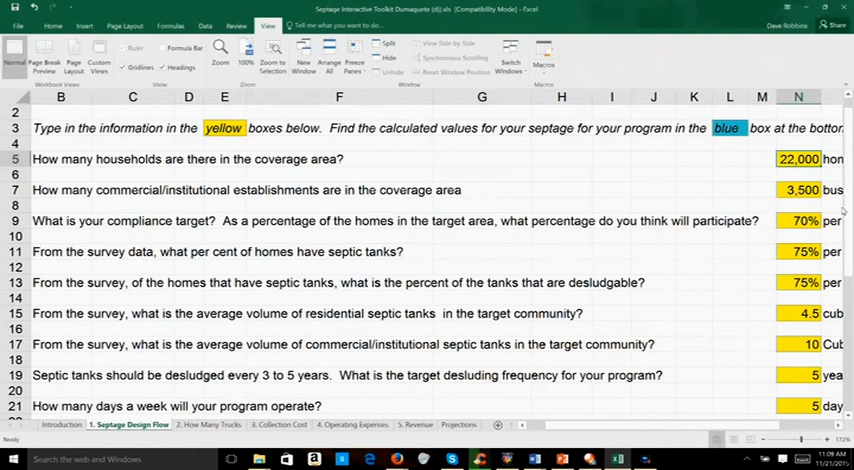 Septage Interactive Toolkit Dumaguete (dj).xls [Compatibility Mode] - Excel
File Home Insert Page Layout Formulas Data Review View Tell me what you want to do... Dave Robbins Share
Normal Page Break Preview Page Layout Custom Views
Ruler Formula Bar
Gridlines Headings
Zoom 100% Zoom to Selection
New Window Arrange All Freeze Panes
Split
Hide
Unhide
View Side by Side
Synchronous Scrolling
Reset Window Position
Switch Windows Macros
Workbook Views Show Zoom Window Macros
B C D E F G H I J K L M N
2
3 Type in the information in the yellow boxes below. Find the calculated values for your septage for your program in the blue box at the bottom
4
5 How many households are there in the coverage area? 22,000 hom
6
7 How many commercial/institutional establishments are in the coverage area 3,500 bus
8
9 What is your compliance target? As a percentage of the homes in the target area, what percentage do you think will participate? 70% per
10
11 From the survey data, what per cent of homes have septic tanks? 75% per
12
13 From the survey, of the homes that have septic tanks, what is the percent of the tanks that are desludgable? 75% per
14
15 From the survey, what is the average volume of residential septic tanks in the target community? 4.5 cub
16
17 From the survey, what is the average volume of commercial/institutional septic tanks in the target community? 10 Cub
18
19 Septic tanks should be desludged every 3 to 5 years. What is the target desluding frequency for your program? 5 yea
20
21 How many days a week will your program operate? 5 day
Introduction 1. Septage Design Flow 2. How Many Trucks 3. Collection Cost 4. Operating Expenses 5. Revenue Projections
Ready 172%
Search the web and Windows
11:09 AM
11/21/2015